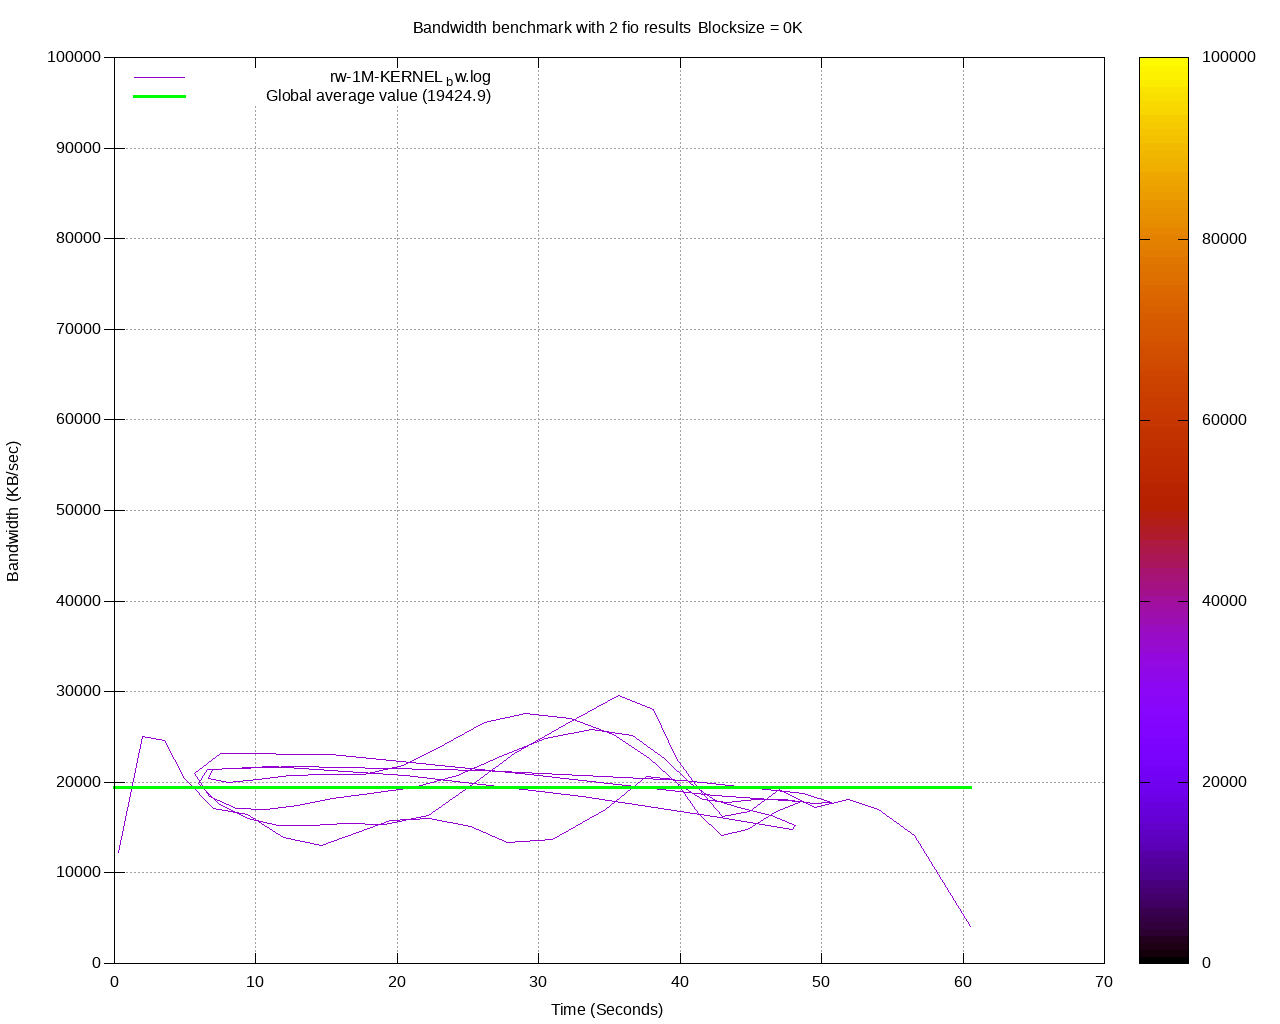 Bandwidth benchmark with 2 fio results Blocksize = 0K
rw-1M-KERNEL_bw.log
Global average value (19424.9)
100000
90000
80000
70000
60000
50000
40000
30000
20000
10000
0
Bandwidth (KB/sec)
0 10 20 30 40 50 60 70
Time (Seconds)
100000
80000
60000
40000
20000
0